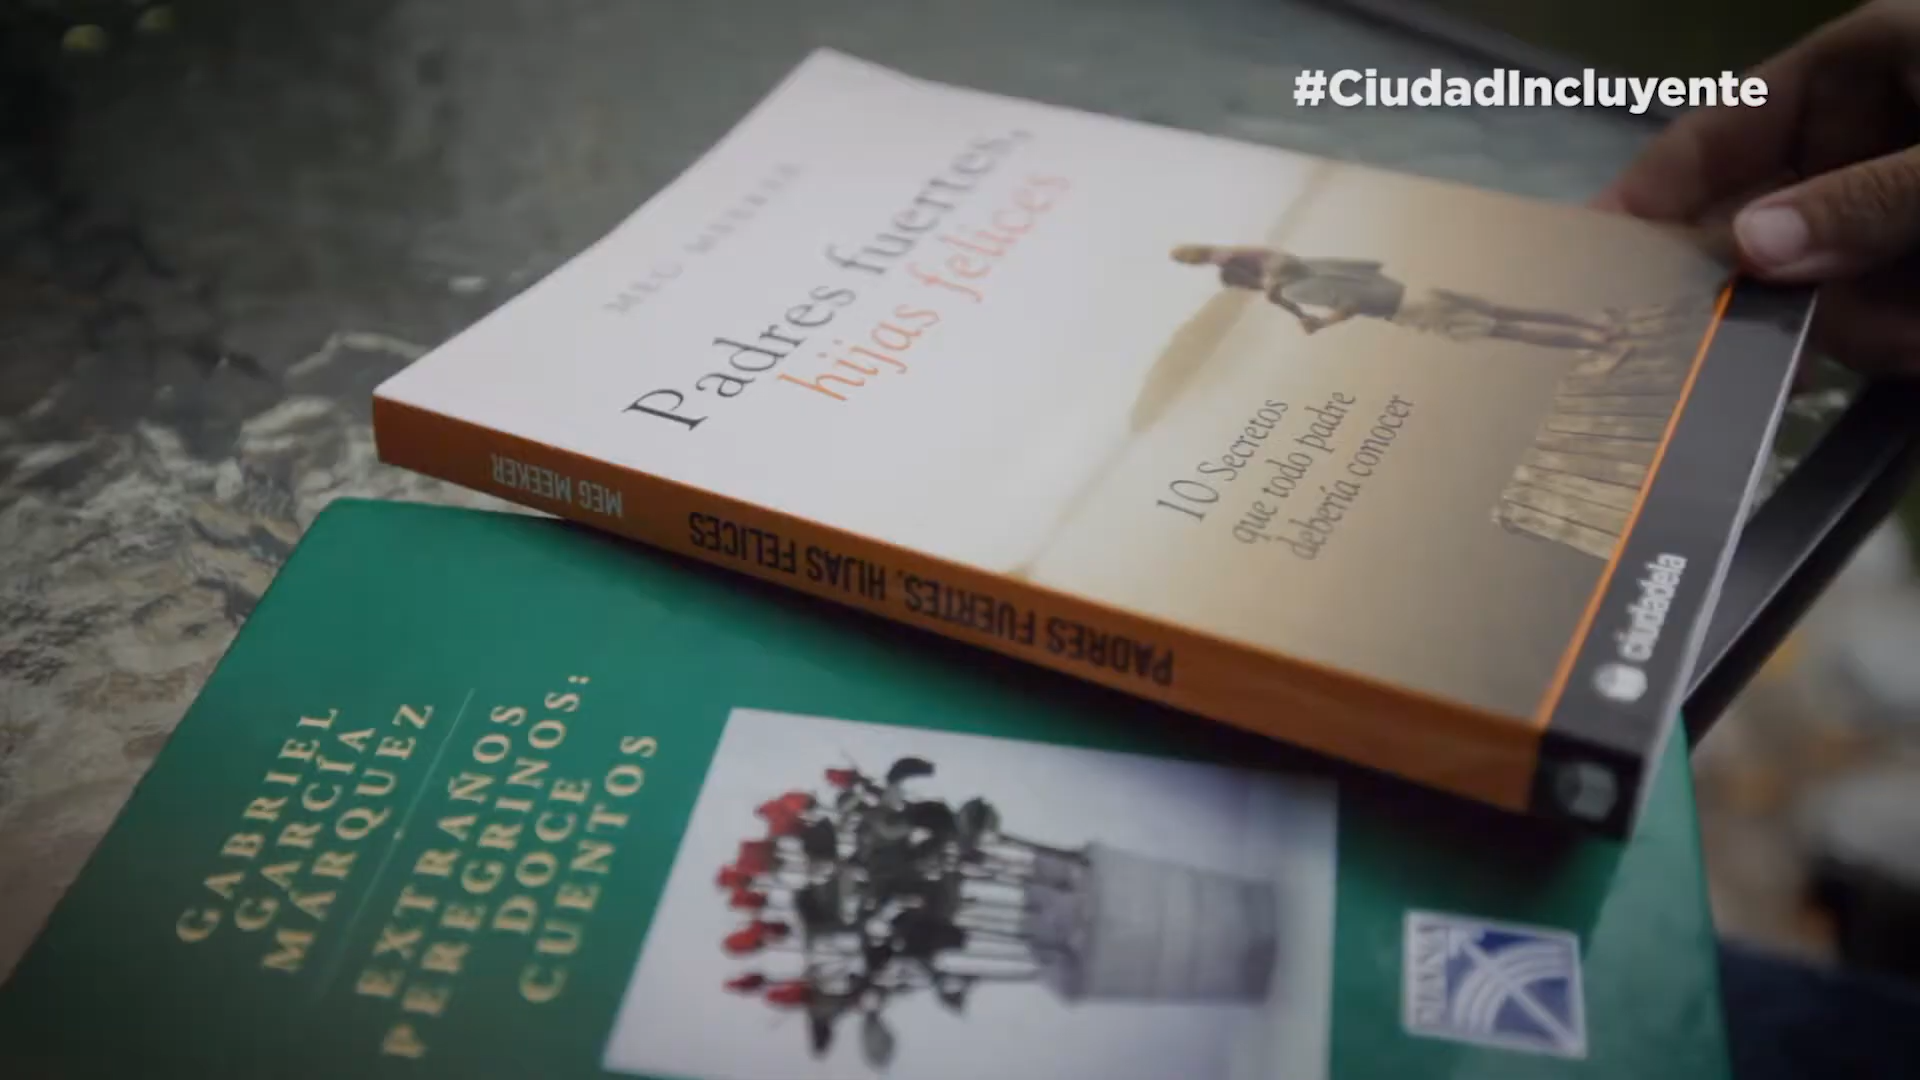 #CiudadIncluyente
MEG MEEKER
Padres fuertes,
hijas felices
10 Secretos
que todo padre
debería conocer
ciudadela
PADRES FUERTES, HIJAS FELICES
MEG MEEKER
GABRIEL
GARCÍA
MÁRQUEZ
EXTRAÑOS
PEREGRINOS:
DOCE
CUENTOS
DIANA